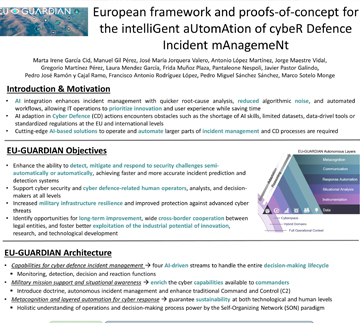 EU-GUARDIAN
European framework and proofs-of-concept for
the intelliGent aUtomAtion of cybeR Defence
Incident mAnagemeNt
Marta Irene García Cid, Manuel Gil Pérez, José María Jorquera Valero, Antonio López Martínez, Jorge Maestre Vidal,
Gregorio Martínez Pérez, Laura Mendez García, Frida Muñoz Plaza, Pantaleone Nespoli, Javier Pastor Galindo,
Pedro José Ramón y Cajal Ramo, Francisco Antonio Rodríguez López, Pedro Miguel Sánchez Sánchez, Marco Sotelo Monge
Introduction & Motivation
• AI integration enhances incident management with quicker root-cause analysis, reduced algorithmic noise, and automated
workflows, allowing IT operations to prioritize innovation and user experience while saving time
• AI adaption in Cyber Defence (CD) actions encounters obstacles such as the shortage of AI skills, limited datasets, data-drivel tools or
standardized regulations at the EU and international levels
• Cutting-edge AI-based solutions to operate and automate larger parts of incident management and CD processes are required
EU-GUARDIAN Objectives
• Enhance the ability to detect, mitigate and respond to security challenges semi-
automatically or automatically, achieving faster and more accurate incident prediction and
detection systems
• Support cyber security and cyber defence-related human operators, analysts, and decision-
makers at all levels
• Increased military infrastructure resilience and improved protection against advanced cyber
threats
• Identify opportunities for long-term improvement, wide cross-border cooperation between
legal entities, and foster better exploitation of the industrial potential of innovation,
research, and technological development
EU-GUARDIAN Layers
Metacognition
Communication
Response Automation
Situational Analysis
Instrumentation
Data
Cyberspace
Hybrid Domains
Full Operational Context
EU-GUARDIAN Architecture
• Capabilities for cyber defence incident management → four AI-driven streams to handle the entire decision-making lifecycle
• Monitoring, detection, decision and reaction functions
• Military mission support and situational awareness → enrich the cyber capabilities available to commanders
• Introduce doctrine, autonomous incident management and enhance traditional Command and Control (C2)
• Metacognition and layered automation for cyber response → guarantee sustainability at both technological and human levels
• Holistic understanding of operations and decision-making process power by the Self-Organizing Network (SON) paradigm